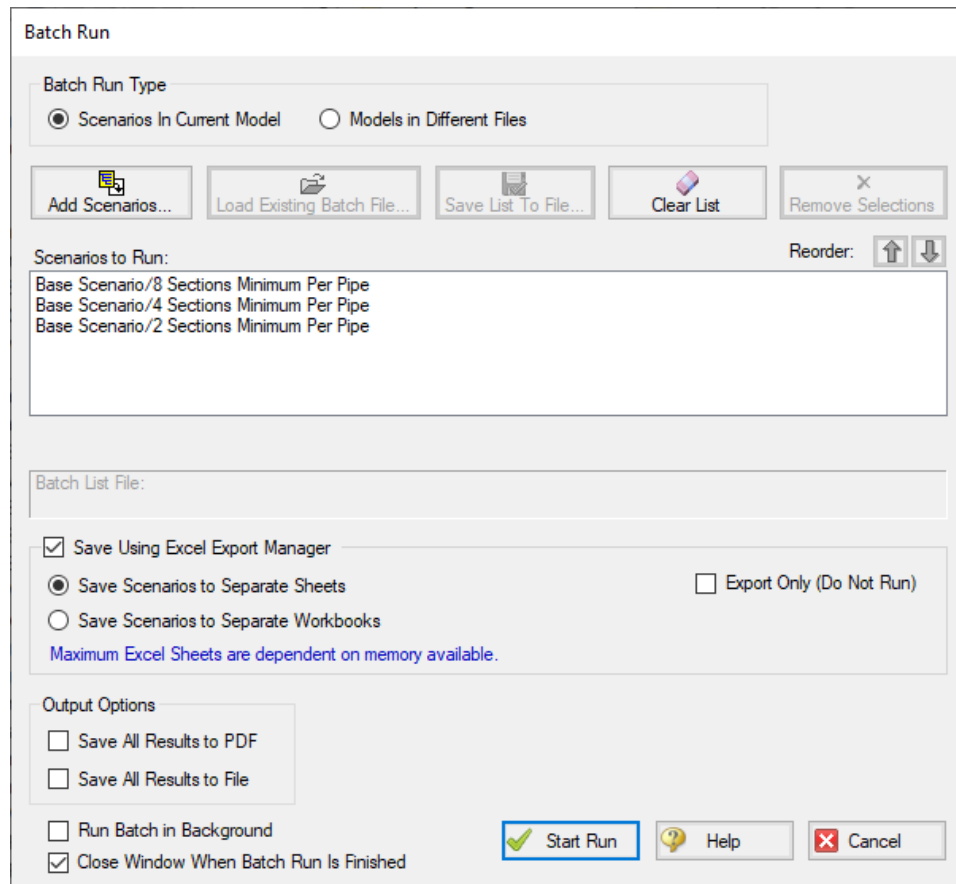 Batch Run
Batch Run Type
Scenarios In Current Model Models in Different Files
Add Scenarios... Load Existing Batch File... Save List To File... Clear List Remove Selections
Scenarios to Run: Reorder:
Base Scenario/8 Sections Minimum Per Pipe
Base Scenario/4 Sections Minimum Per Pipe
Base Scenario/2 Sections Minimum Per Pipe
Batch List File:
Save Using Excel Export Manager
Save Scenarios to Separate Sheets Export Only (Do Not Run)
Save Scenarios to Separate Workbooks
Maximum Excel Sheets are dependent on memory available.
Output Options
Save All Results to PDF
Save All Results to File
Run Batch in Background
Start Run Help Cancel
Close Window When Batch Run Is Finished